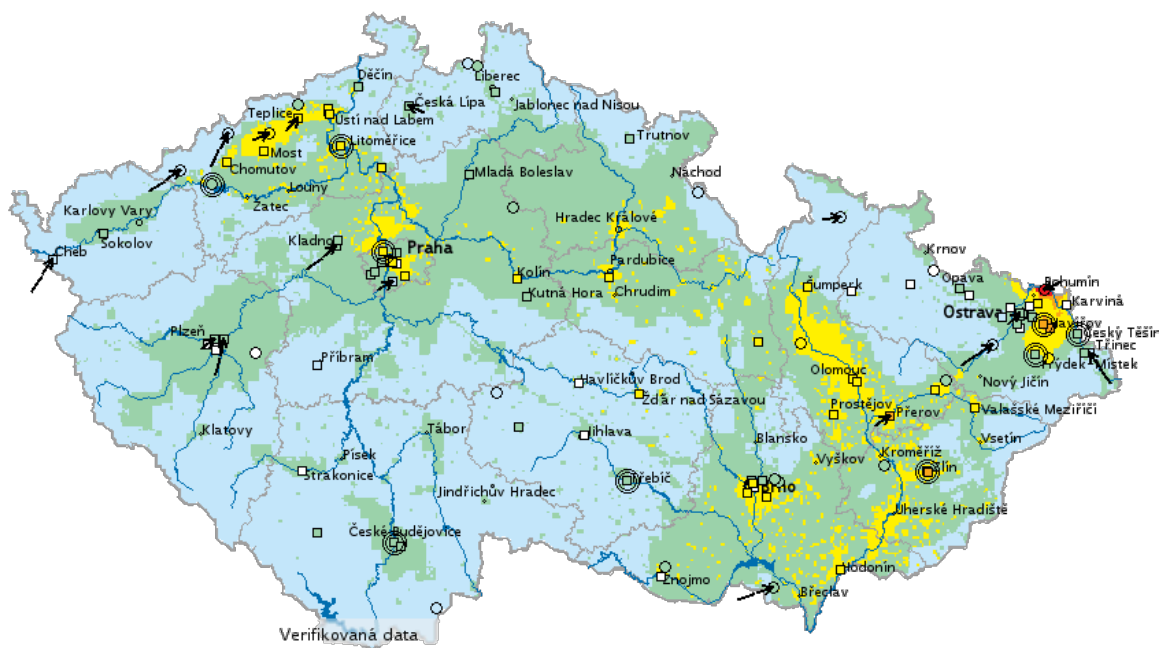 Děčín
Liberec
Česká Lípa
Jablonec nad Nisou
Teplice
Ústí nad Labem
Trutnov
Litoměřice
Most
Chomutov
Mladá Boleslav
Náchod
Louny
Žatec
Karlovy Vary
Hradec Králové
Sokolov
Kladno
Praha
Cheb
Krnov
Pardubice
Kolín
Opava
Bohumín
Šumperk
Kutná Hora
Chrudim
Karviná
Ostrava
Havířov
Plzeň
Český Těšín
Třinec
Příbram
Frýdek - Místek
Olomouc
Havlíčkův Brod
Nový Jičín
Žďár nad Sázavou
Prostějov
Přerov
Valašské Meziříčí
Klatovy
Tábor
Jihlava
Blansko
Vsetín
Kroměříž
Písek
Vyškov
Zlín
Strakonice
Třebíč
Brno
Jindřichův Hradec
Uherské Hradiště
České Budějovice
Hodonín
Znojmo
Břeclav
Verifikovaná data